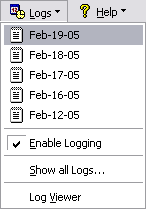 Logs Help
Feb-19-05
Feb-18-05
Feb-17-05
Feb-16-05
Feb-12-05
Enable Logging
Show all Logs...
Log Viewer